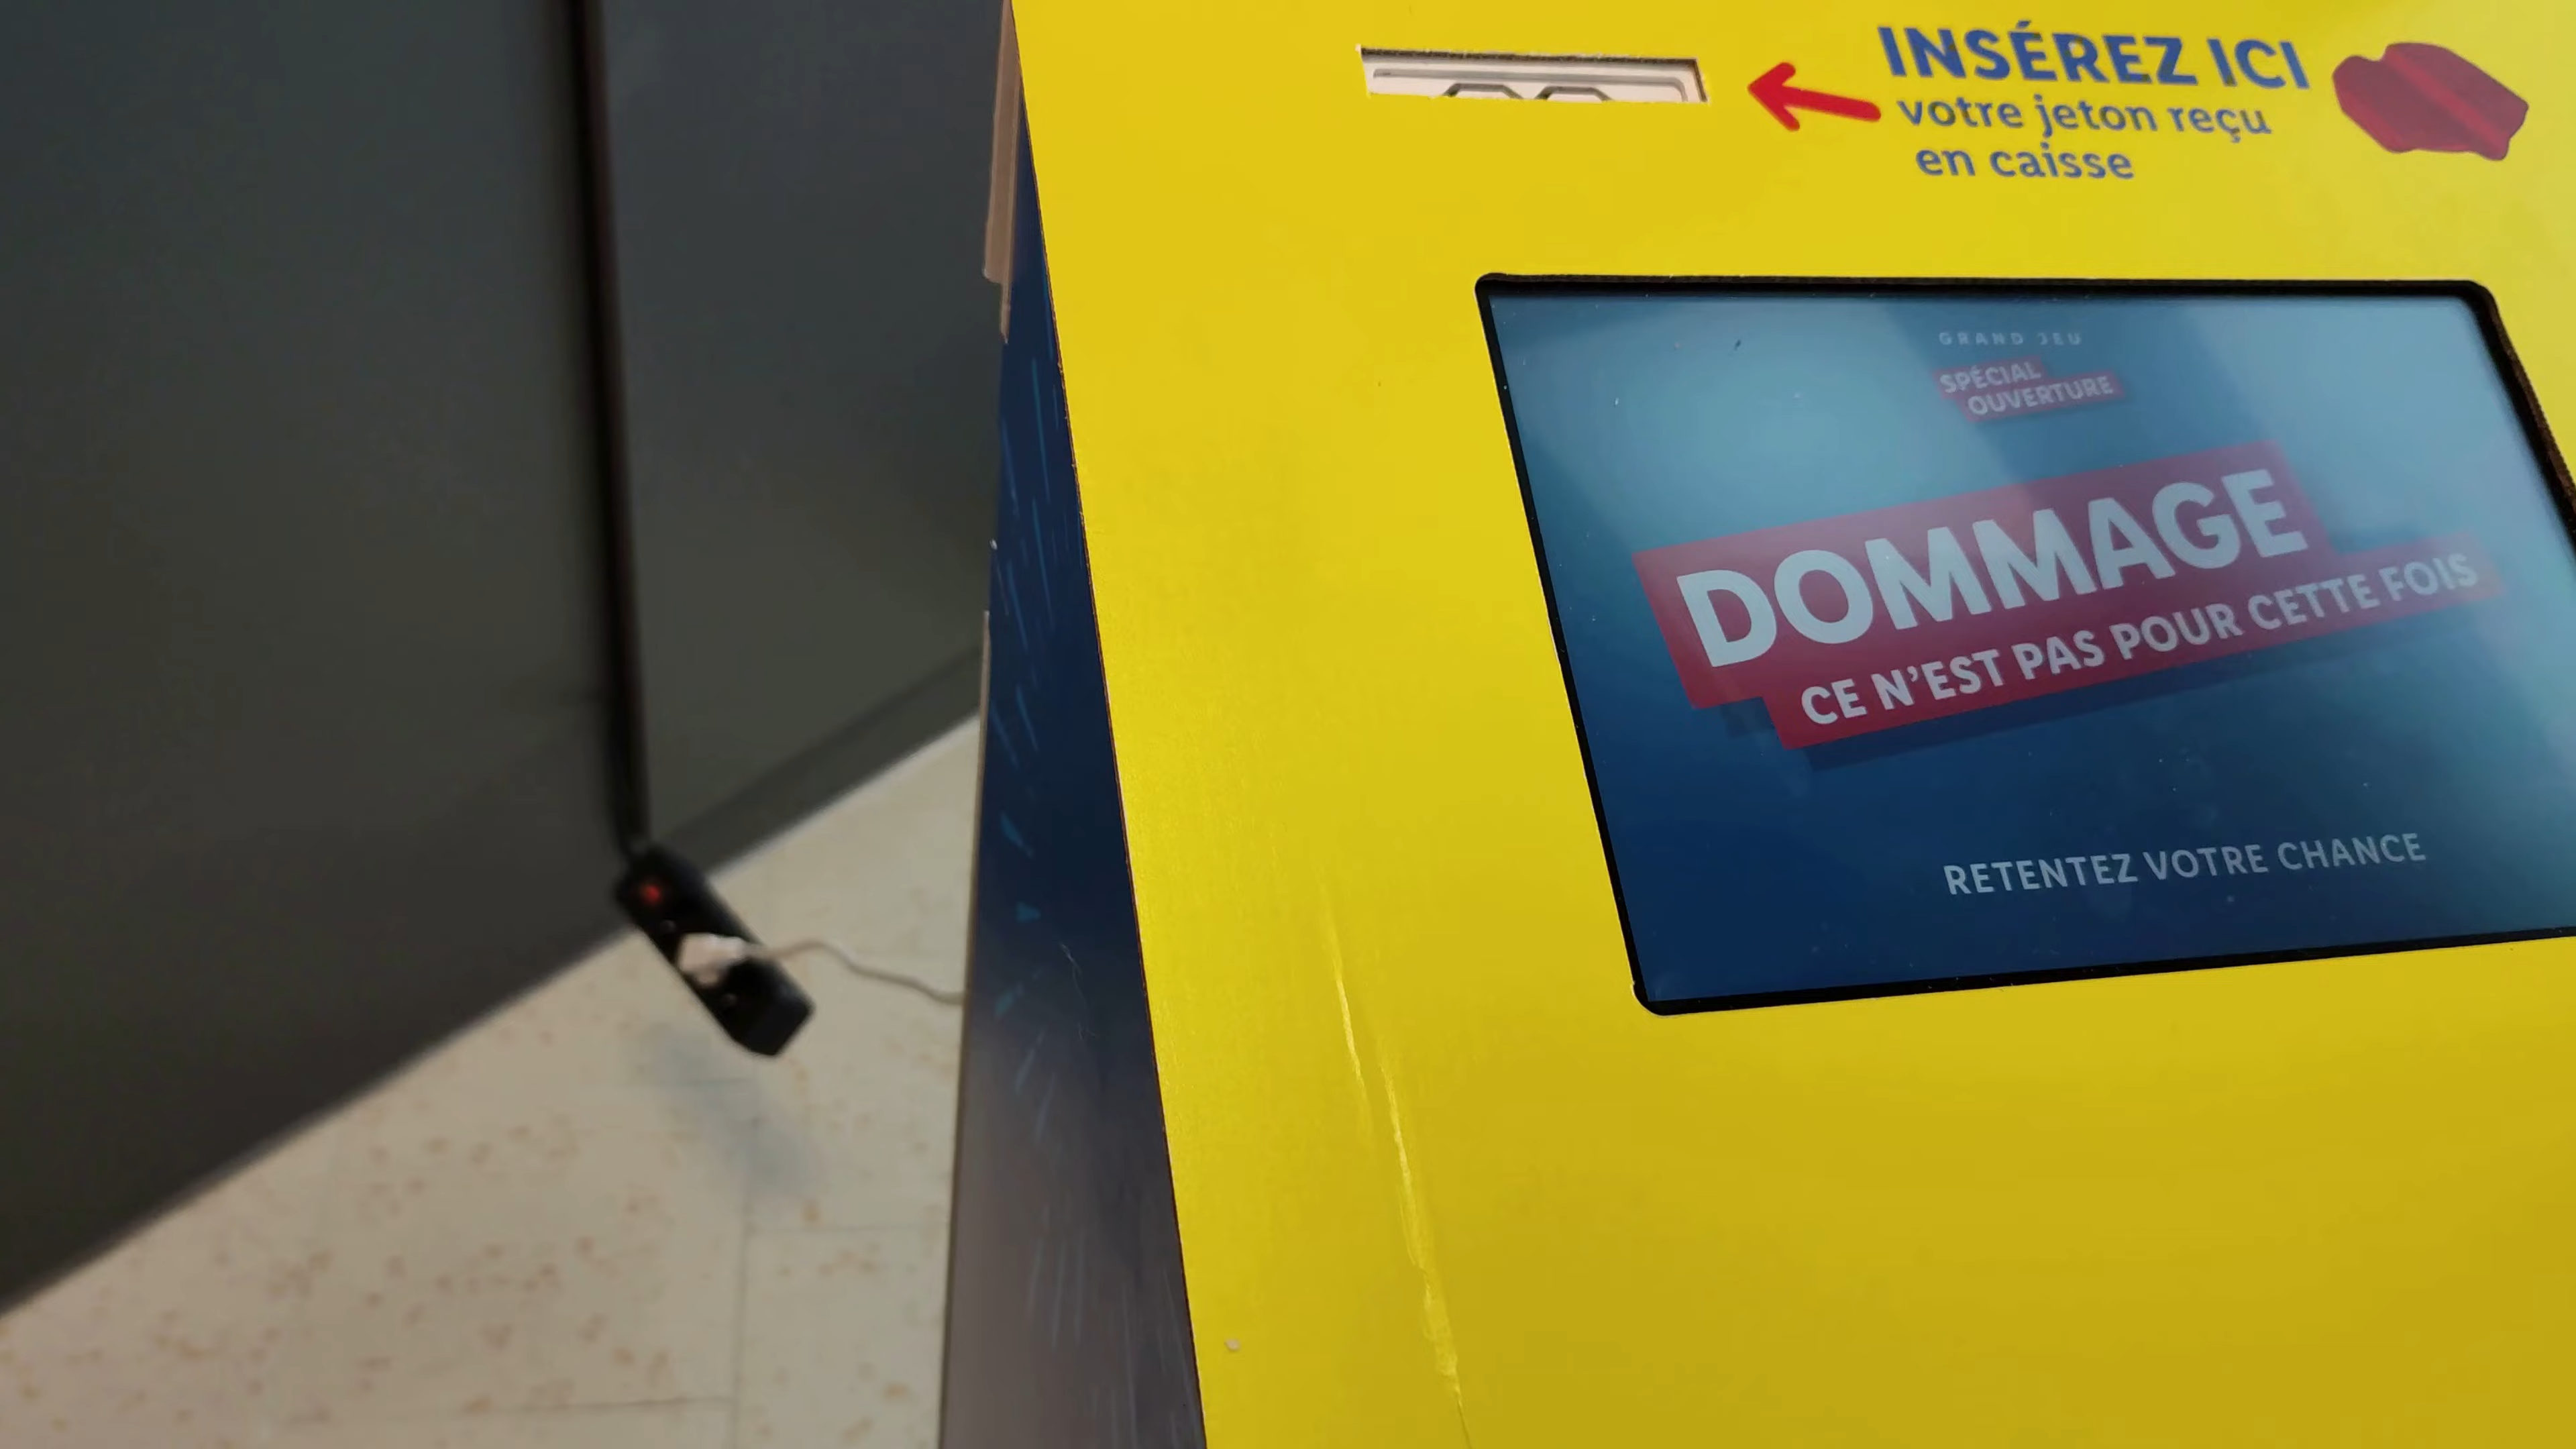 INSÉREZ ICI
votre jeton reçu
en caisse
GRAND JEU
SPÉCIAL
OUVERTURE
DOMMAGE
CE N'EST PAS POUR CETTE FOIS
RETENTEZ VOTRE CHANCE